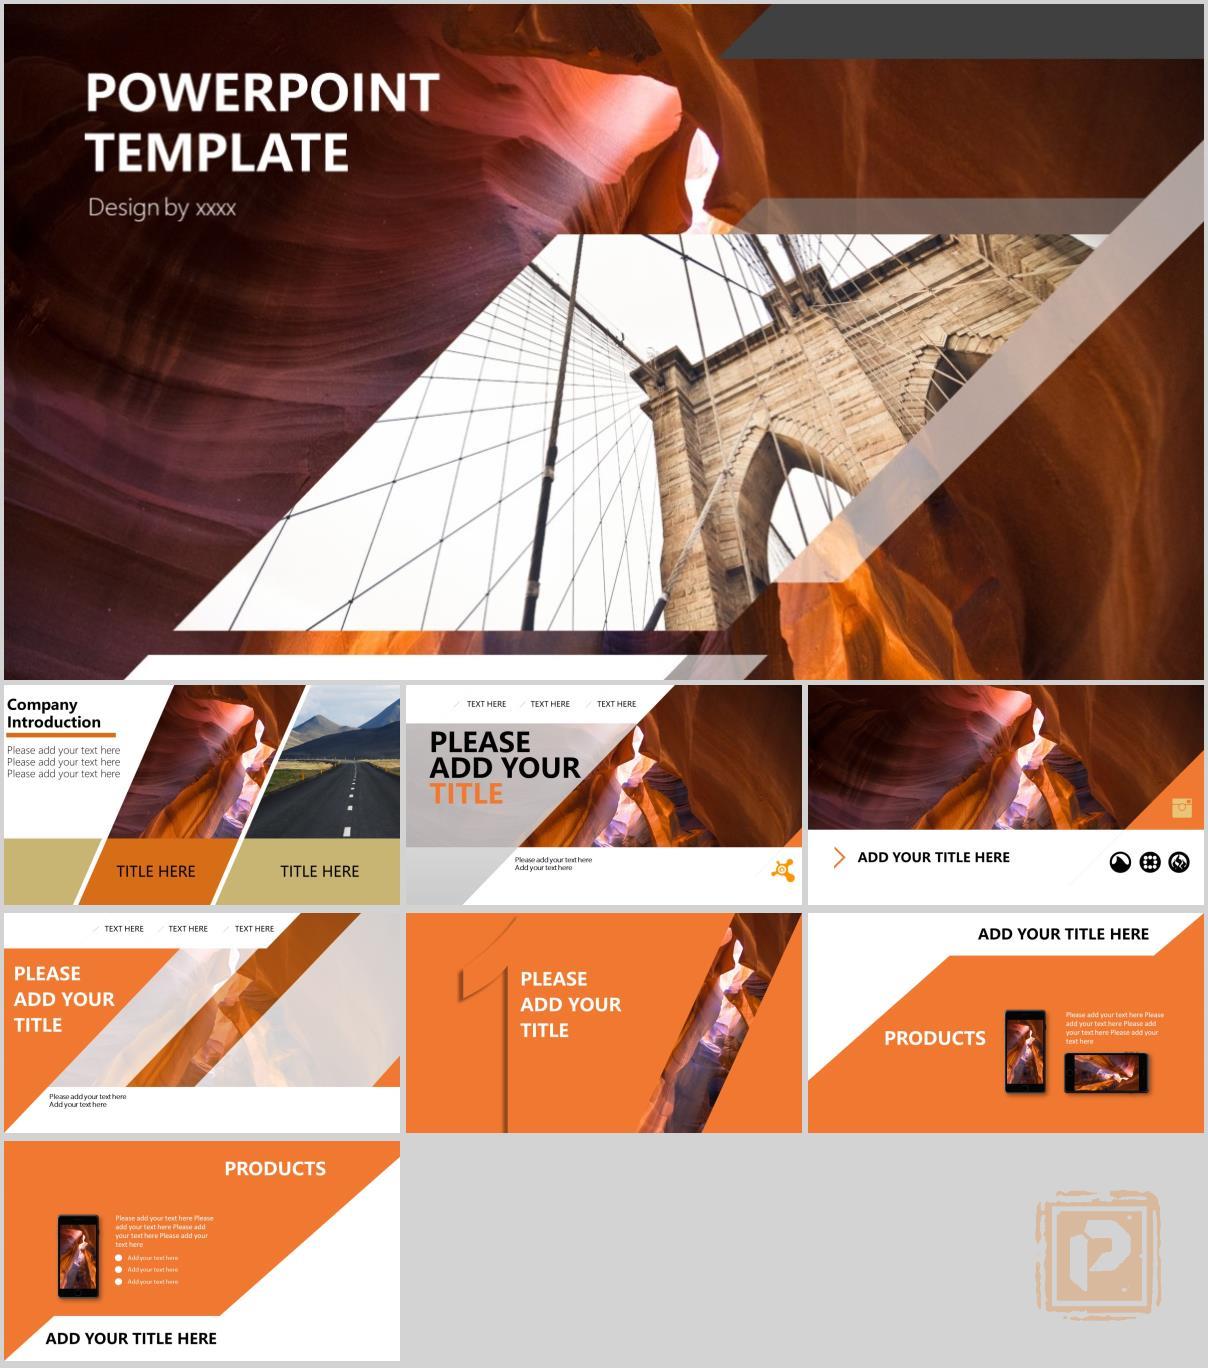 POWERPOINT
TEMPLATE
Design by xxxx
Company
Introduction
Please add your text here
Please add your text here
Please add your text here
TITLE HERE
TITLE HERE
TEXT HERE
TEXT HERE
TEXT HERE
PLEASE
ADD YOUR
TITLE
Please add your text here
Add your text here
ADD YOUR TITLE HERE
TEXT HERE
TEXT HERE
TEXT HERE
PLEASE
ADD YOUR
TITLE
Please add your text here
Add your text here
1
PLEASE
ADD YOUR
TITLE
ADD YOUR TITLE HERE
PRODUCTS
Please add your text here Please
add your text here Please add
your text here Please add your
text here
PRODUCTS
Please add your text here Please
add your text here Please add
your text here Please add your
text here
Add your text here
Add your text here
Add your text here
ADD YOUR TITLE HERE
P